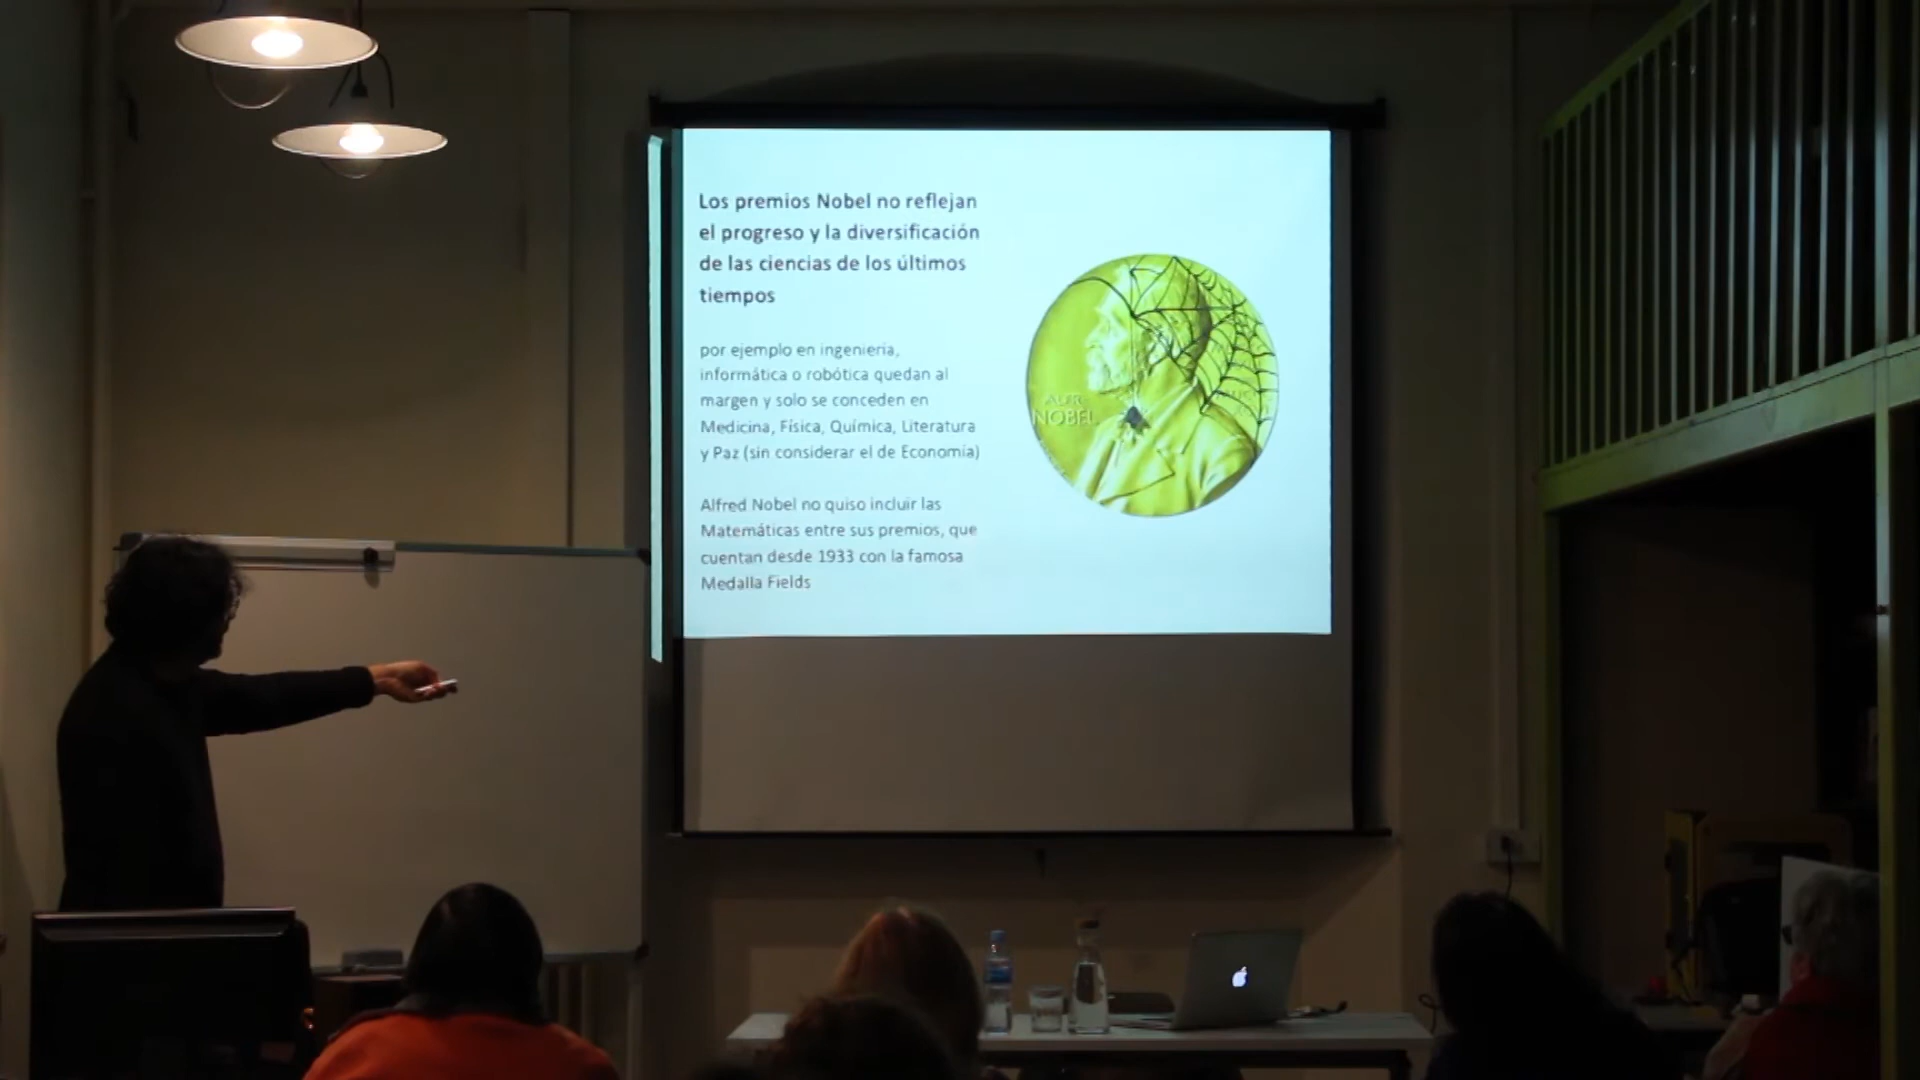 Los premios Nobel no reflejan
el progreso y la diversificación
de las ciencias de los últimos
tiempos
por ejemplo en ingeniería,
informática o robótica quedan al
margen y solo se conceden en
Medicina, Física, Química, Literatura
y Paz (sin considerar el de Economía)
Alfred Nobel no quiso incluir las
Matemáticas entre sus premios, que
cuentan desde 1933 con la famosa
Medalla Fields
ALFR
NOBEL